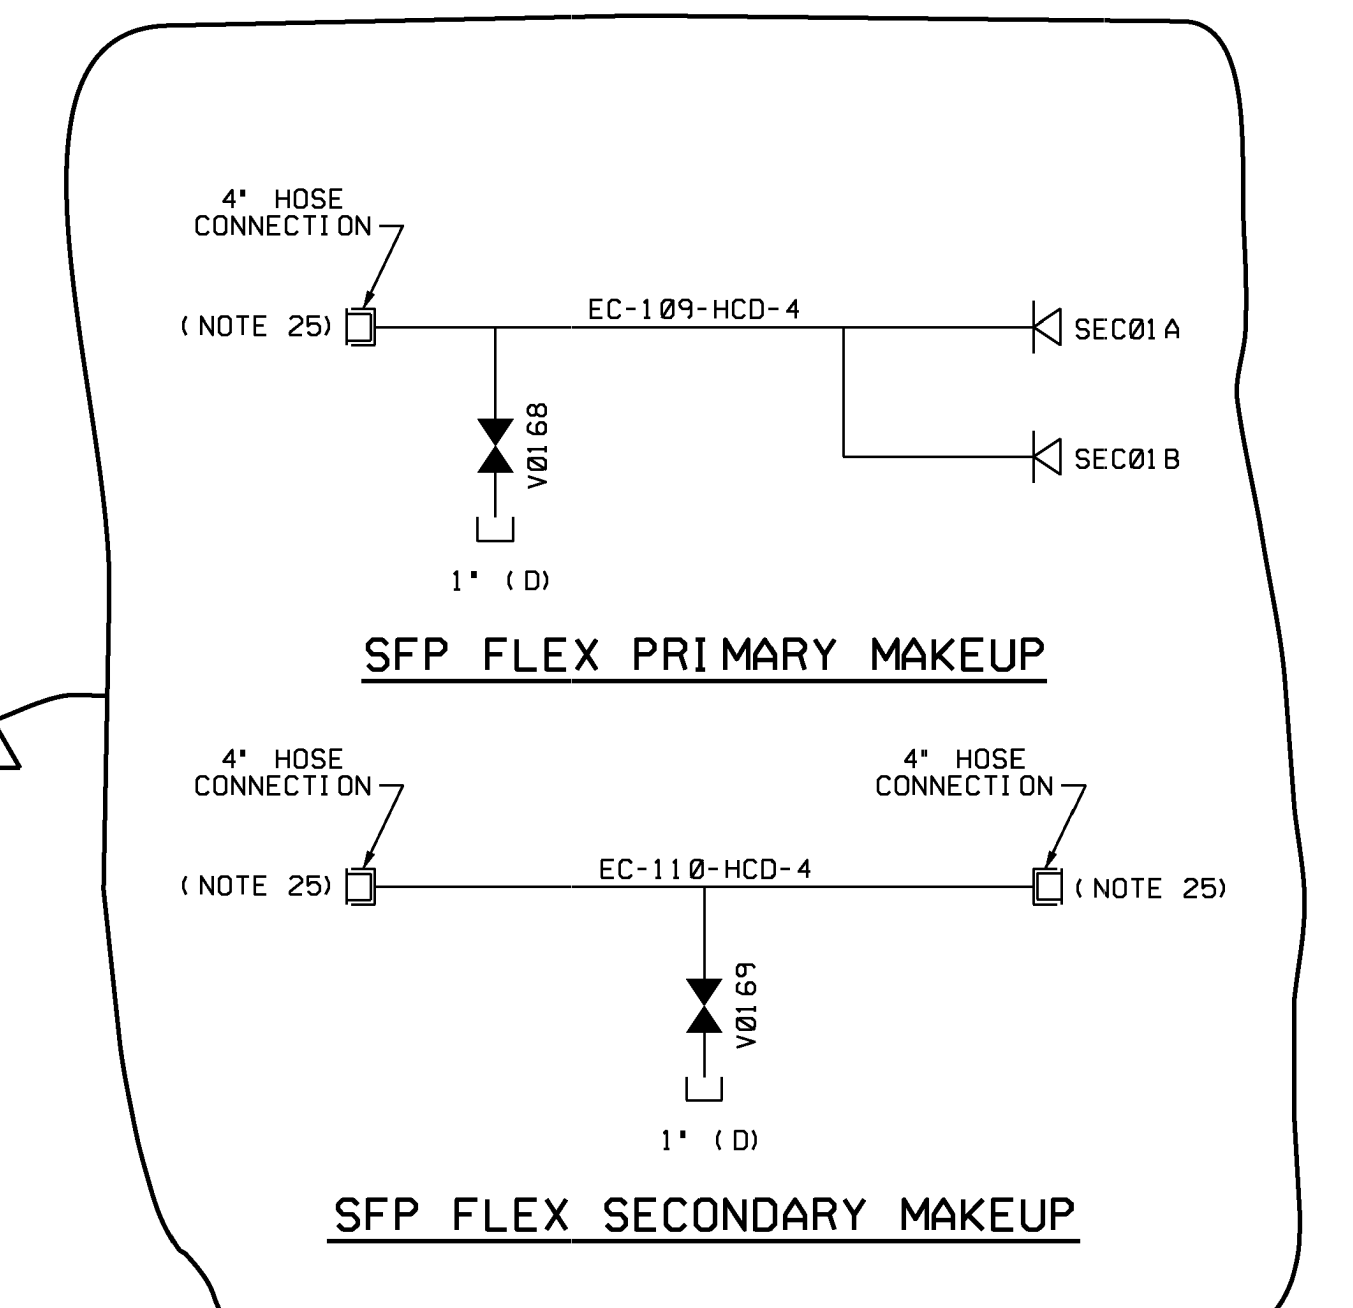 4" HOSE
CONNECTION
(NOTE 25)
EC-109-HCD-4
SEC01A
V0168
SEC01B
1" (D)
SFP FLEX PRIMARY MAKEUP
4" HOSE
CONNECTION
4" HOSE
CONNECTION
(NOTE 25)
EC-110-HCD-4
(NOTE 25)
V0169
1" (D)
SFP FLEX SECONDARY MAKEUP